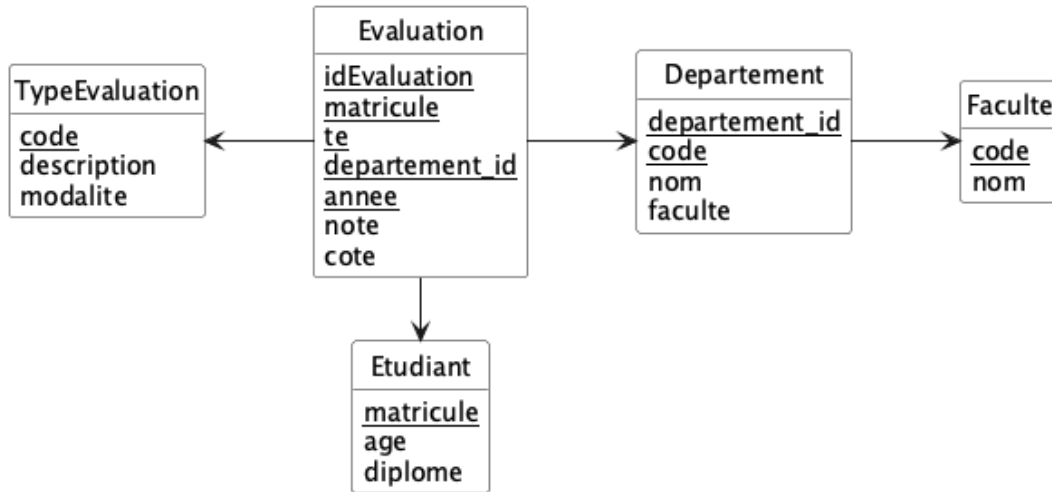 TypeEvaluation
code
description
modalite
Evaluation
idEvaluation
matricule
te
departement_id
annee
note
cote
Departement
departement_id
code
nom
faculte
Faculte
code
nom
Etudiant
matricule
age
diplome